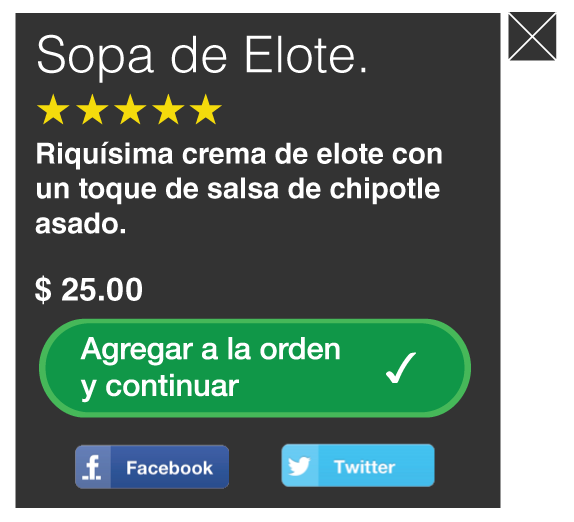 Sopa de Elote.
Riquísima crema de elote con
un toque de salsa de chipotle
asado.
$ 25.00
Agregar a la orden
y continuar
Facebook
Twitter